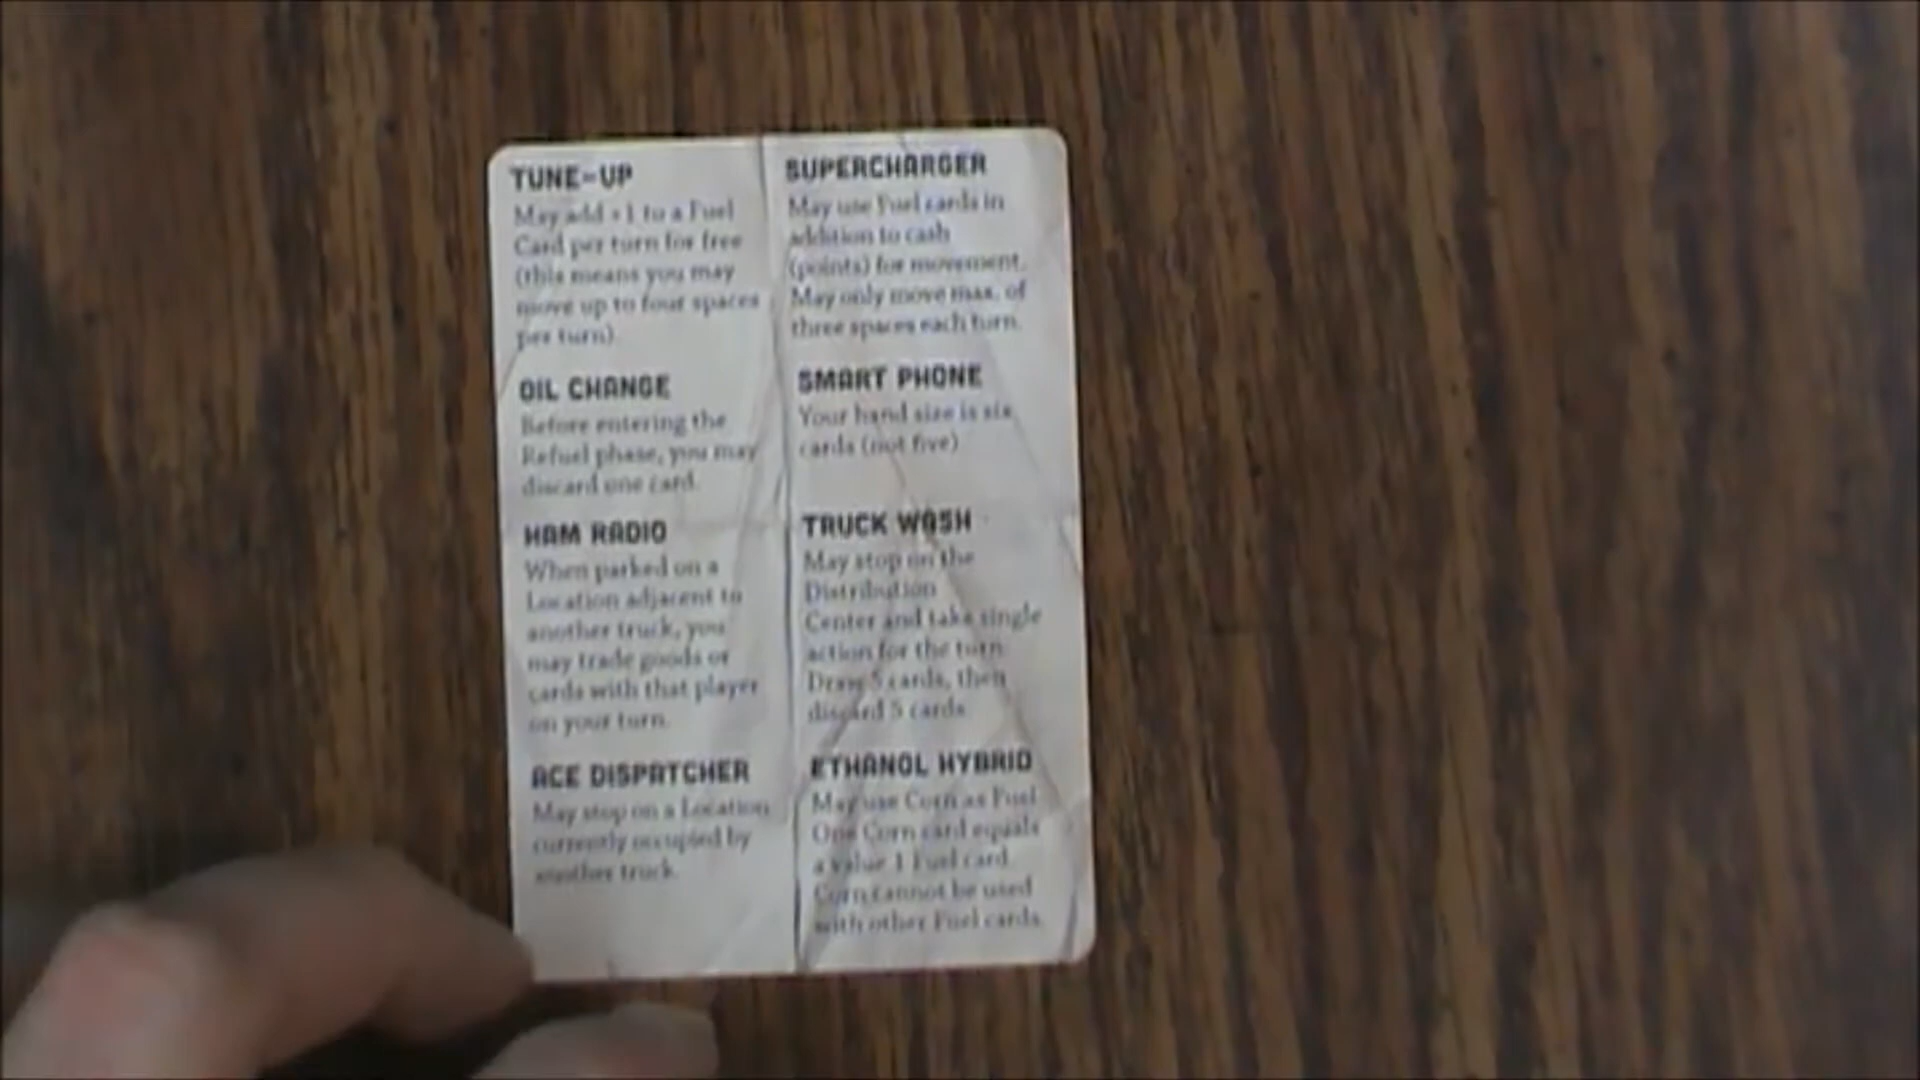 TUNE-UP
May add +1 to a Fuel
Card per turn for free
(this means you may
move up to four spaces
per turn).
OIL CHANGE
Before entering the
Refuel phase, you may
discard one card.
HAM RADIO
When parked on a
Location adjacent to
another truck, you
may trade goods or
cards with that player
on your turn.
ACE DISPATCHER
May stop on a Location
currently occupied by
another truck.
SUPERCHARGER
May use Fuel cards in
addition to cash
(points) for movement.
May only move max. of
three spaces each turn.
SMART PHONE
Your hand size is six
cards (not five)
TRUCK WASH
May stop on the
Distribution
Center and take single
action for the turn:
Draw 5 cards, then
discard 5 cards.
ETHANOL HYBRID
May use Corn as Fuel.
One Corn card equals
a value 1 Fuel card.
Corn cannot be used
with other Fuel cards.